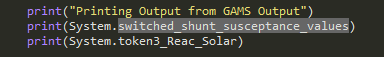 print("Printing Output from GAMS Output")
print(System.switched_shunt_susceptance_values)
print(System.token3_Reac_Solar)